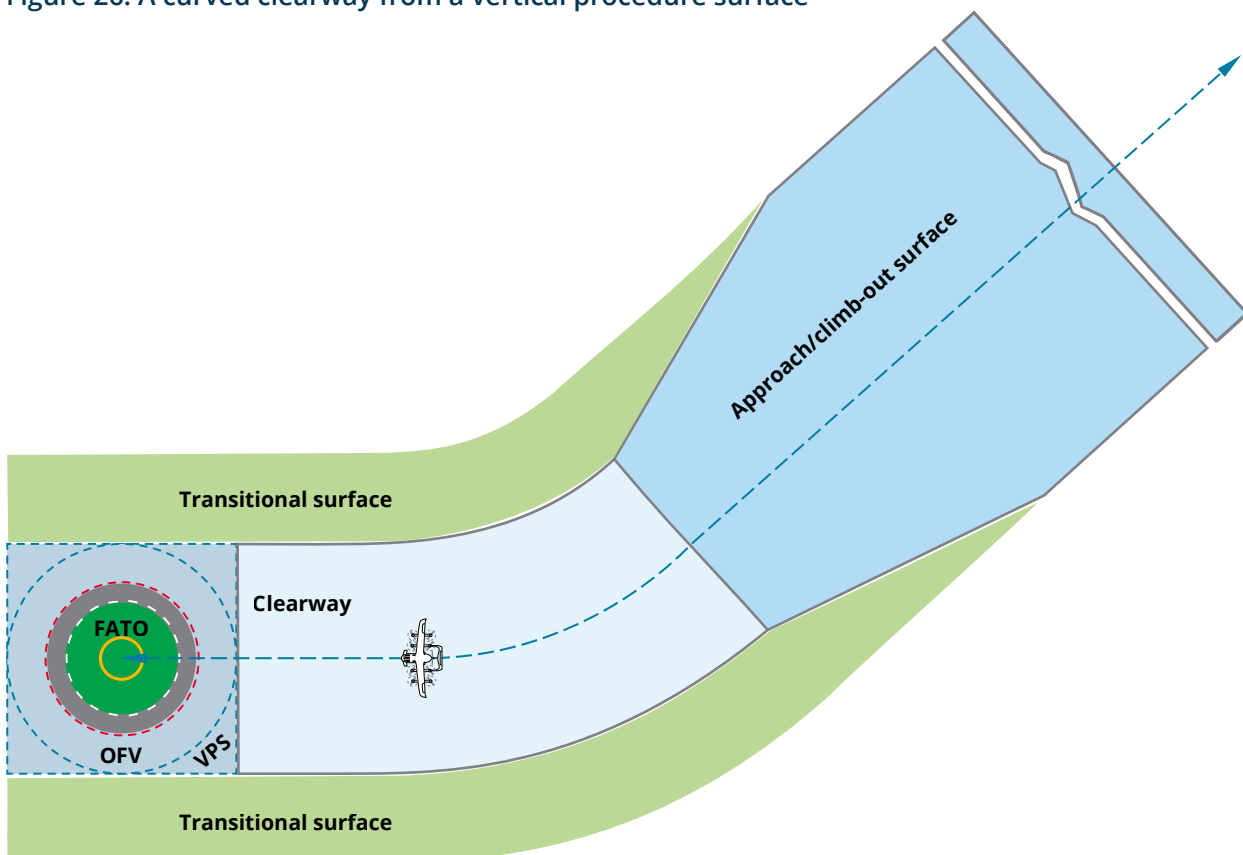 Figure 20: A curved clearway from a vertical procedure surface
Approach/climb-out surface
Transitional surface
Clearway
FATO
OFV
VPS
Transitional surface